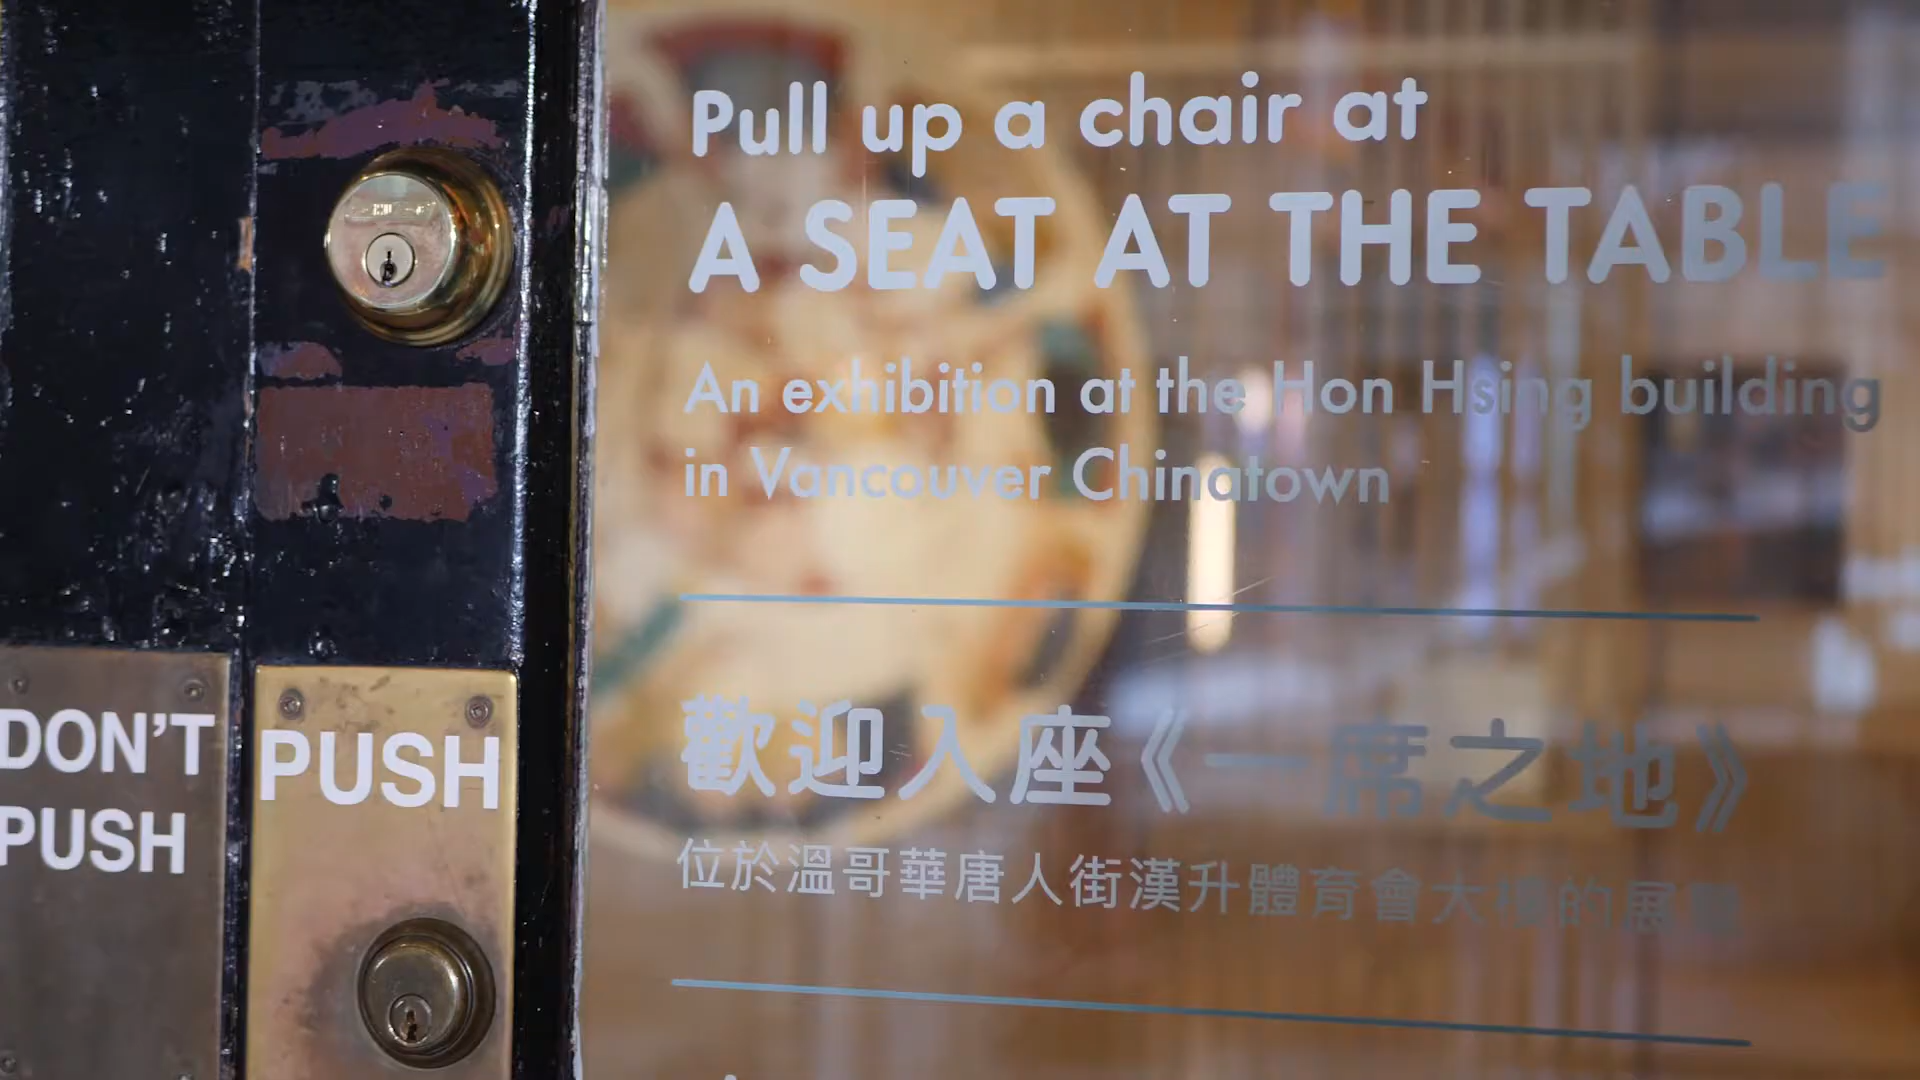 DON'T
PUSH
PUSH
Pull up a chair at
A SEAT AT THE TABLE
An exhibition at the Hon Hsing building
in Vancouver Chinatown
歡迎入座《一席之地》
位於溫哥華唐人街漢升體育會大樓的展覽